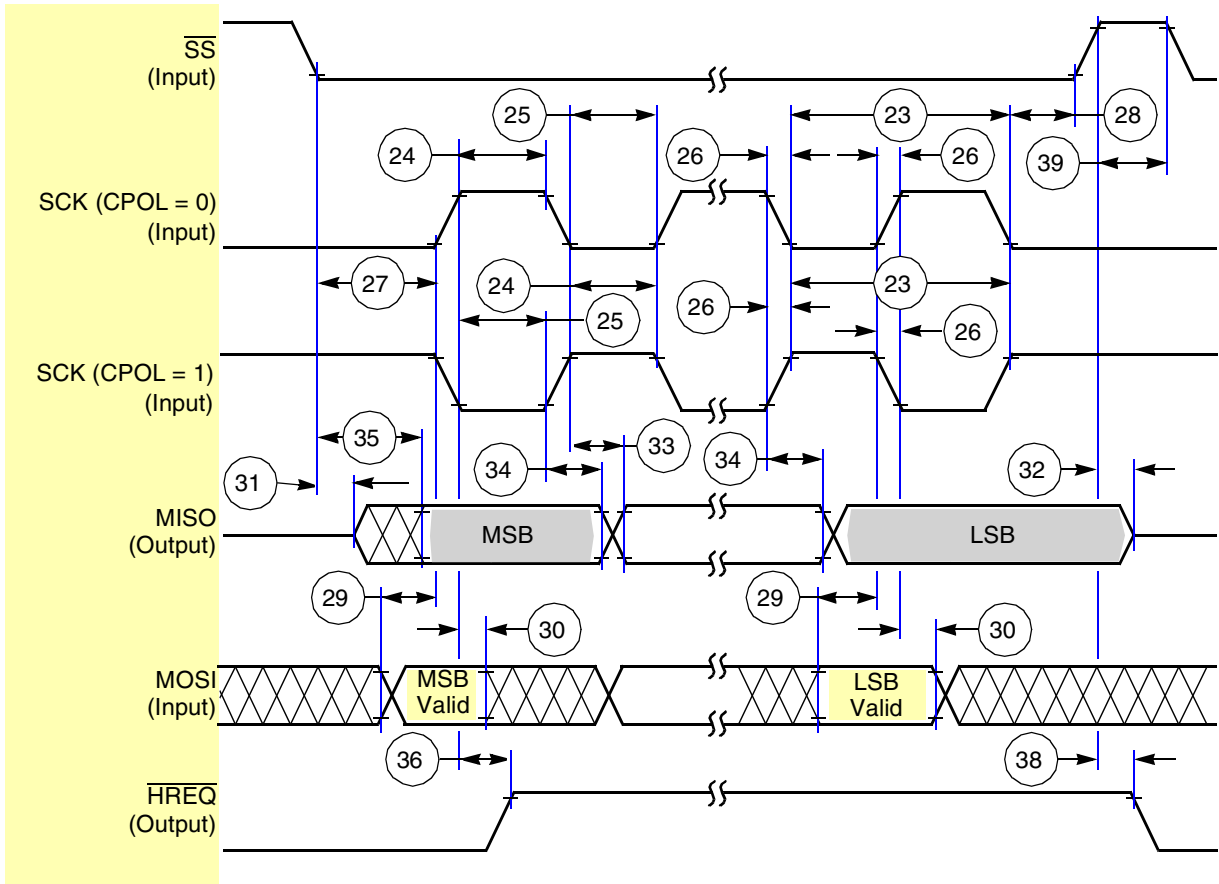 SS
(Input)
25
23
28
24
26
26
39
SCK (CPOL = 0)
(Input)
27
24
26
23
25
26
SCK (CPOL = 1)
(Input)
35
33
34
34
31
32
MISO
(Output)
MSB
LSB
29
29
30
30
MOSI
(Input)
MSB
Valid
LSB
Valid
36
38
HREQ
(Output)